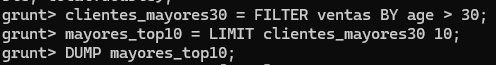 grunt> clientes_mayores30 = FILTER ventas BY age > 30;
grunt> mayores_top10 = LIMIT clientes_mayores30 10;
grunt> DUMP mayores_top10;